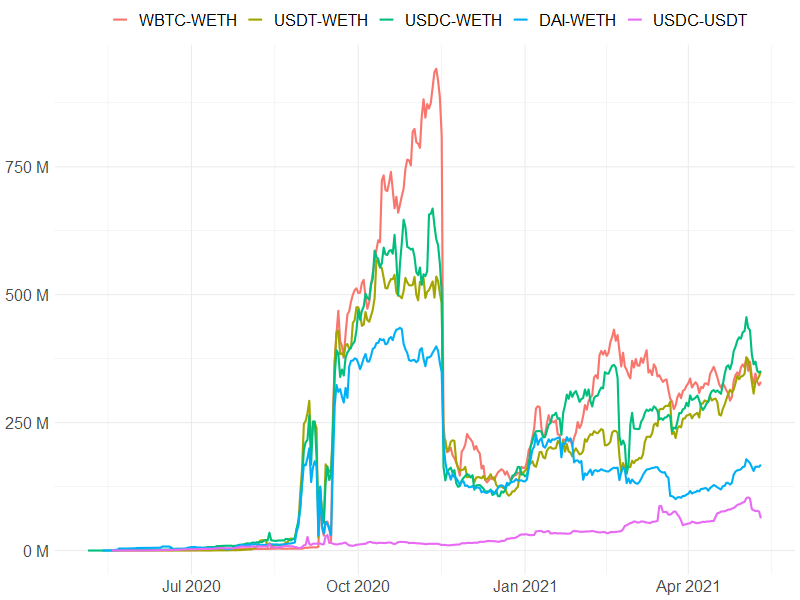 WBTC-WETH USDT-WETH USDC-WETH DAI-WETH USDC-USDT
750 M
500 M
250 M
0 M
Jul 2020 Oct 2020 Jan 2021 Apr 2021